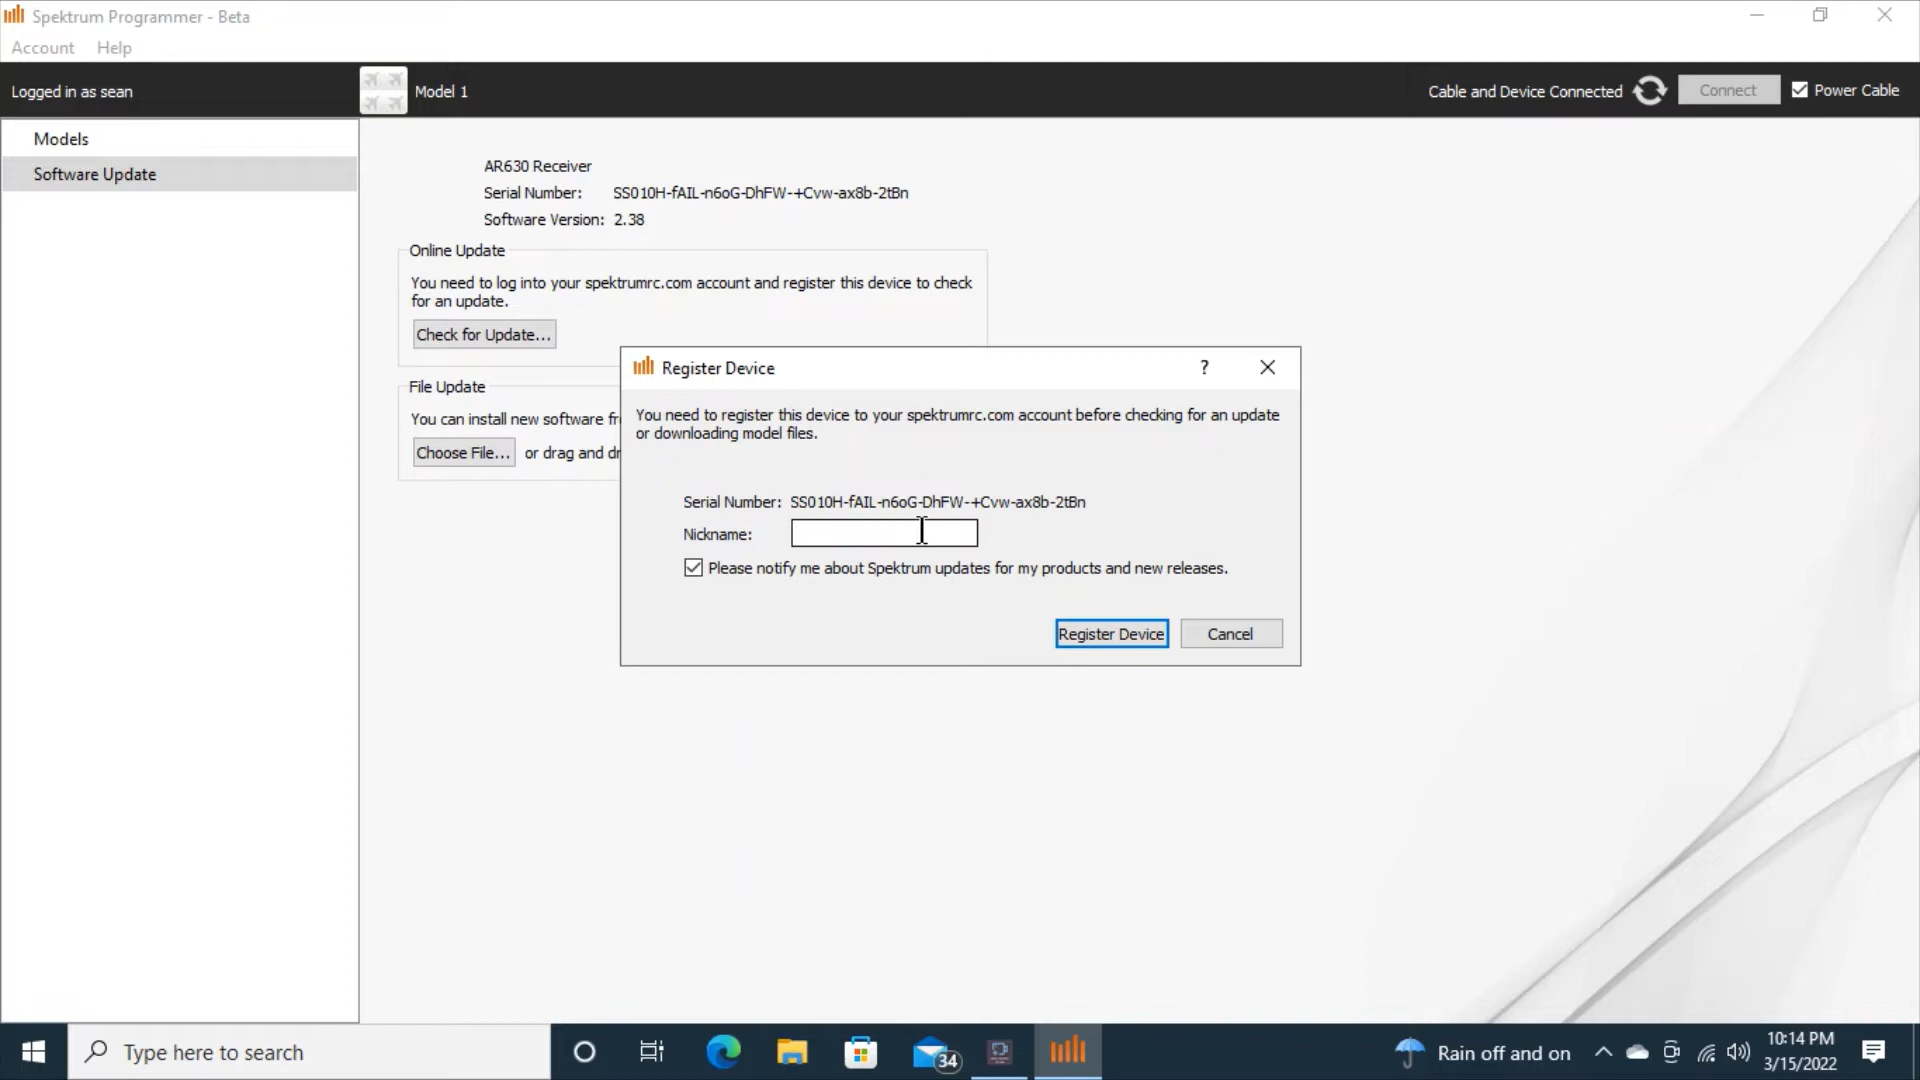 Spektrum Programmer - Beta
Account Help
Logged in as sean
Model 1
Cable and Device Connected
Connect
Power Cable
Models
Software Update
AR630 Receiver
Serial Number: SS010H-fAIL-n6oG-DhFW-+Cvw-ax8b-2tBn
Software Version: 2.38
Online Update
You need to log into your spektrumrc.com account and register this device to check
for an update.
Check for Update...
File Update
You can install new software fr
Choose File... or drag and dr
Register Device
?
You need to register this device to your spektrumrc.com account before checking for an update
or downloading model files.
Serial Number: SS010H-fAIL-n6oG-DhFW-+Cvw-ax8b-2tBn
Nickname:
Please notify me about Spektrum updates for my products and new releases.
Register Device
Cancel
Type here to search
34
Rain off and on
10:14 PM
3/15/2022